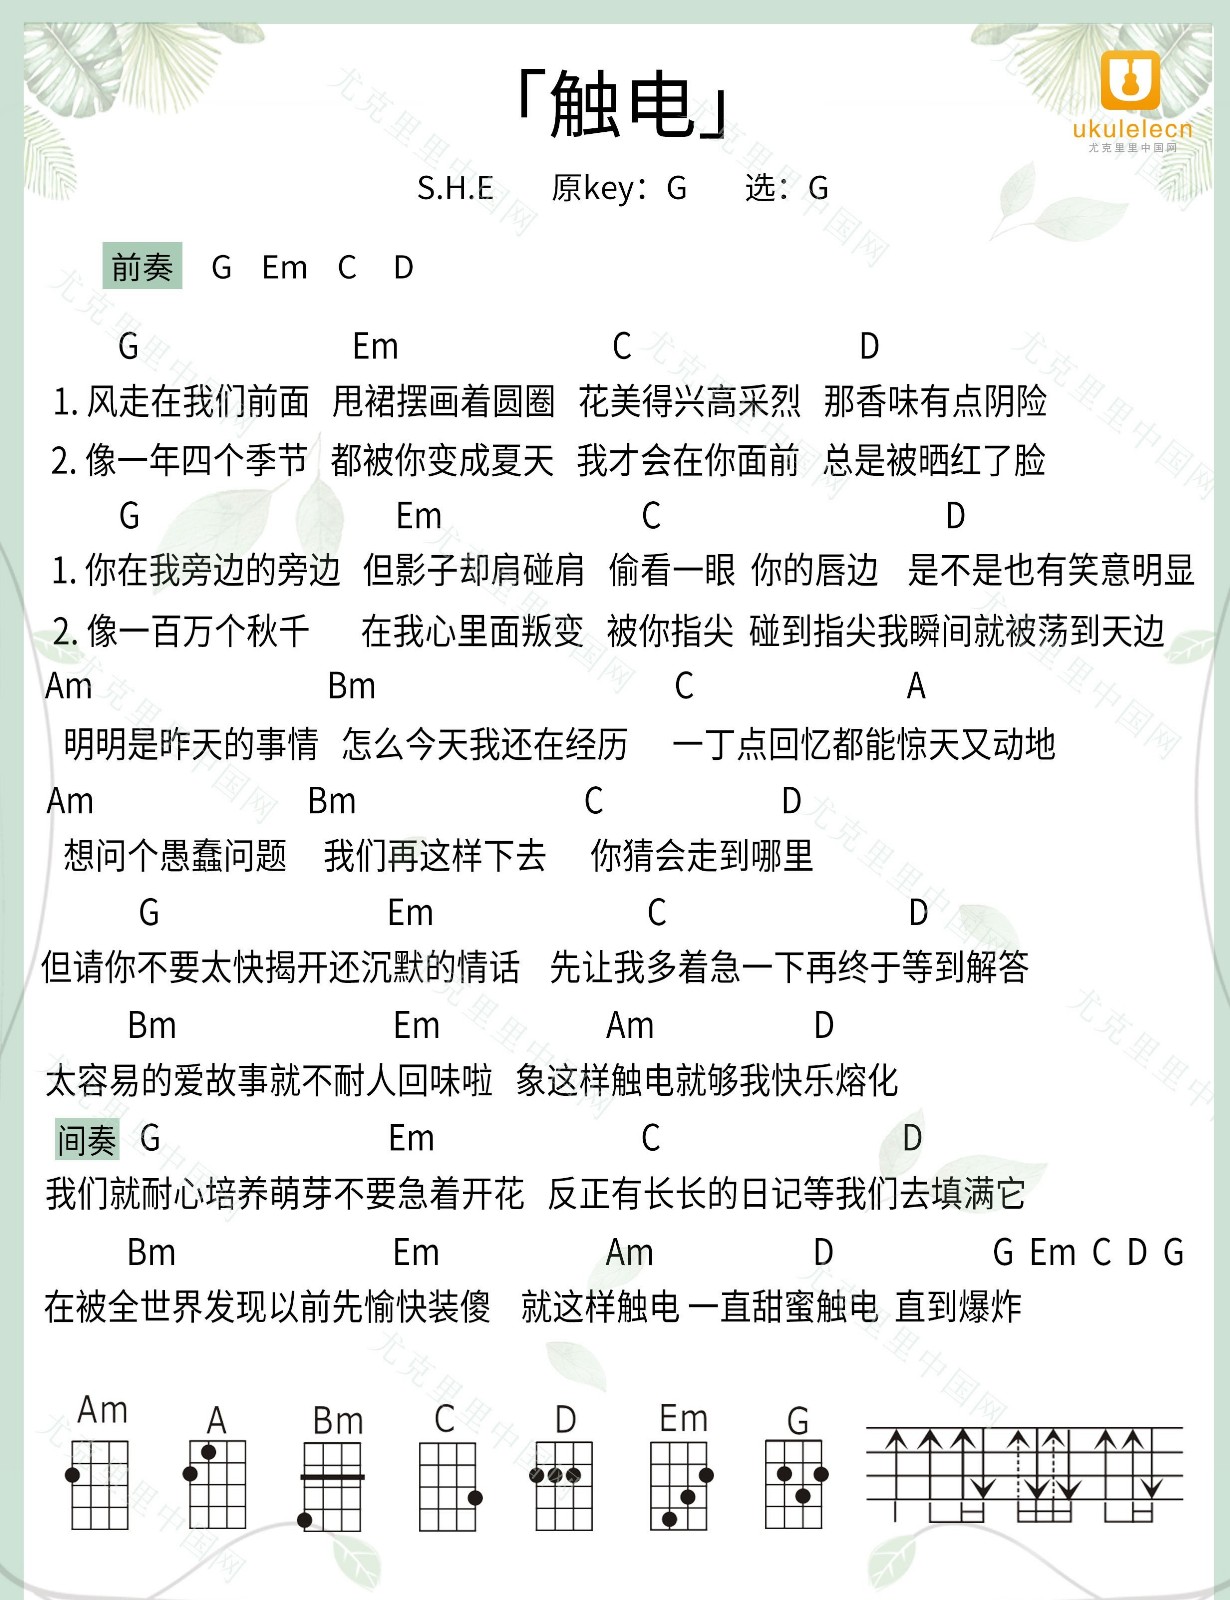 「触电」
ukulelecn
尤克里里中国网
S.H.E 原key：G 选：G
前奏 G Em C D
G Em C D
1. 风走在我们前面 甩裙摆画着圆圈 花美得兴高采烈 那香味有点阴险
2. 像一年四个季节 都被你变成夏天 我才会在你面前 总是被晒红了脸
G Em C D
1. 你在我旁边的旁边 但影子却肩碰肩 偷看一眼 你的唇边 是不是也有笑意明显
2. 像一百万个秋千 在我心里面叛变 被你指尖 碰到指尖我瞬间就被荡到天边
Am Bm C A
明明是昨天的事情 怎么今天我还在经历 一丁点回忆都能惊天又动地
Am Bm C D
想问个愚蠢问题 我们再这样下去 你猜会走到哪里
G Em C D
但请你不要太快揭开还沉默的情话 先让我多着急一下再终于等到解答
Bm Em Am D
太容易的爱故事就不耐人回味啦 象这样触电就够我快乐熔化
间奏 G Em C D
我们就耐心培养萌芽不要急着开花 反正有长长的日记等我们去填满它
Bm Em Am D G Em C D G
在被全世界发现以前先愉快装傻 就这样触电 一直甜蜜触电 直到爆炸
Am A Bm C D Em G